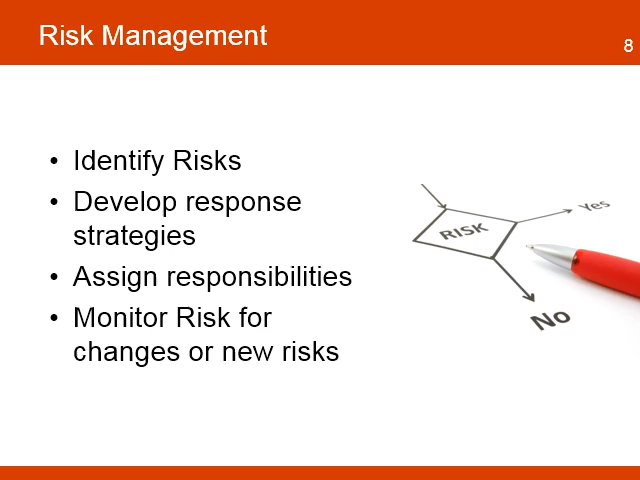 Risk Management
8
• Identify Risks
• Develop response
strategies
• Assign responsibilities
• Monitor Risk for
changes or new risks
RISK
Yes
No